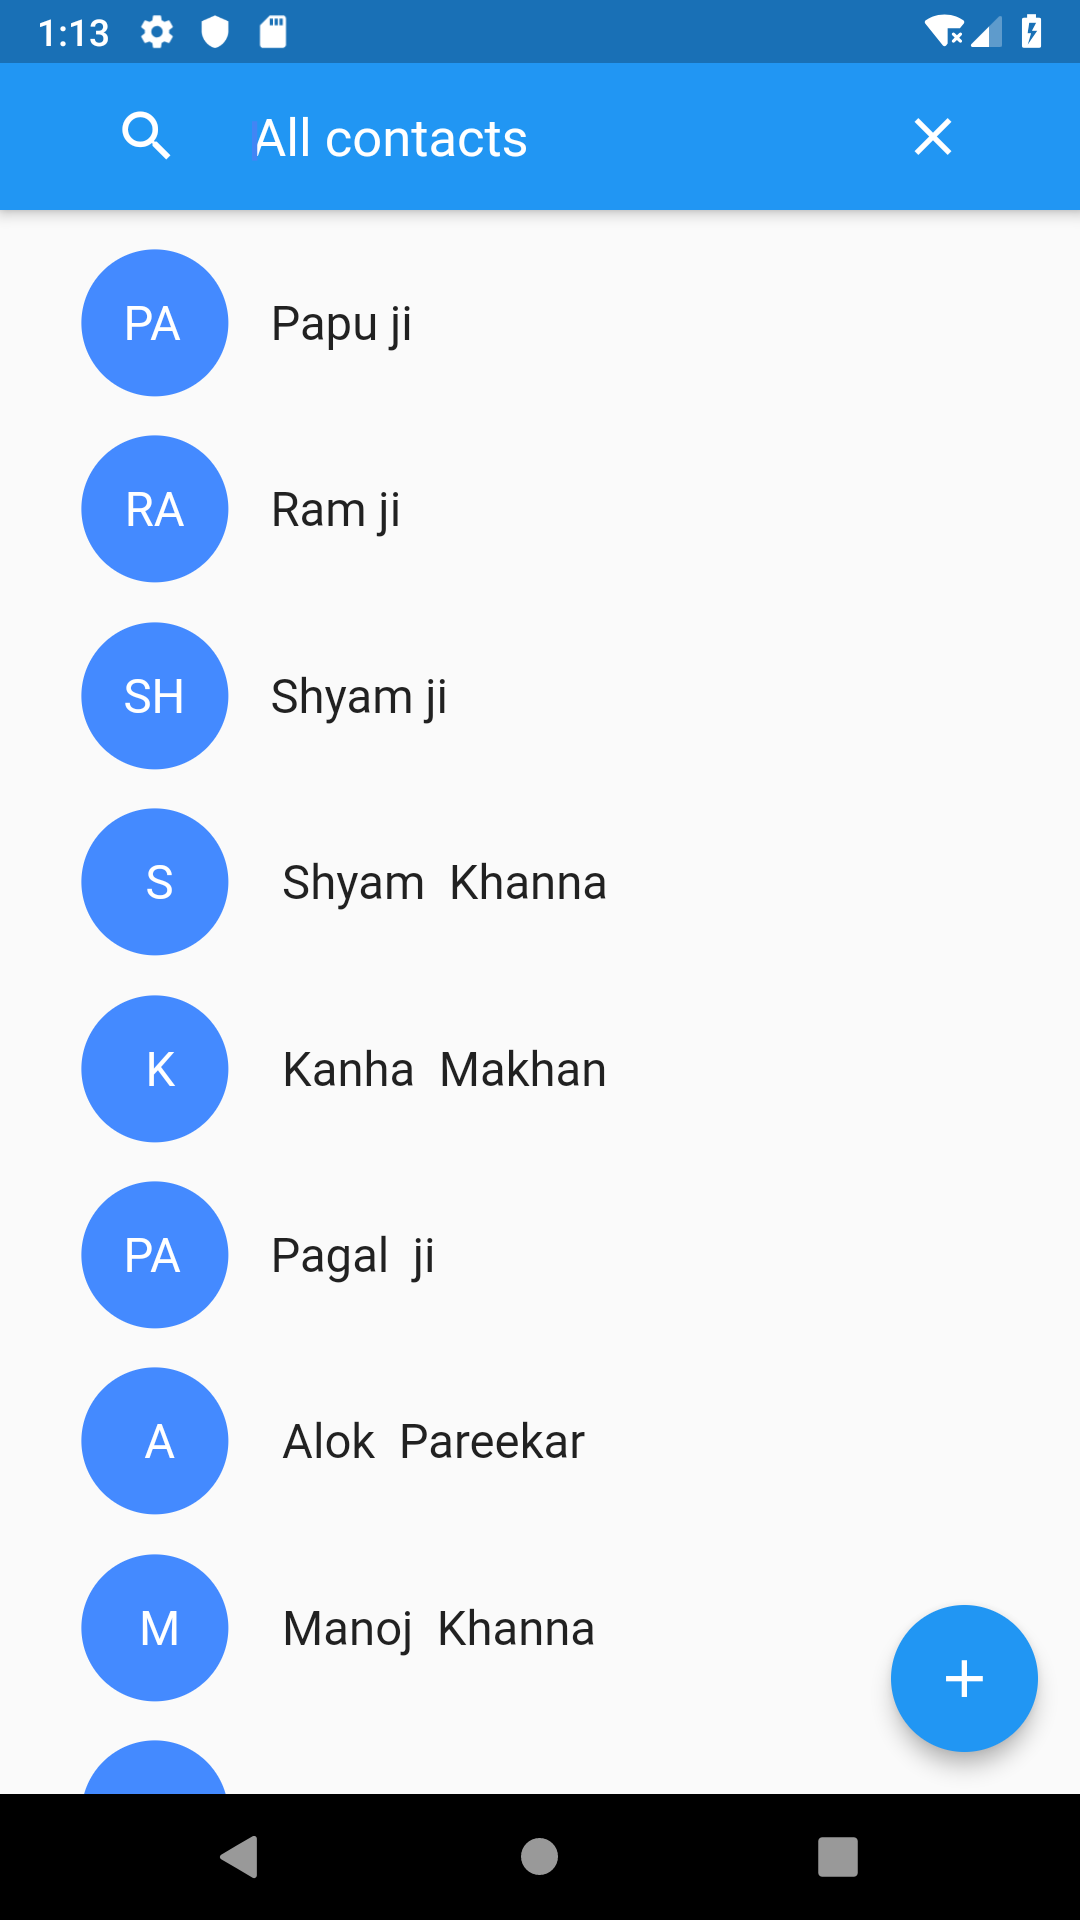 1:13
All contacts
PA Papu ji
RA Ram ji
SH Shyam ji
S Shyam  Khanna
K Kanha  Makhan
PA Pagal  ji
A Alok  Pareekar
M Manoj  Khanna